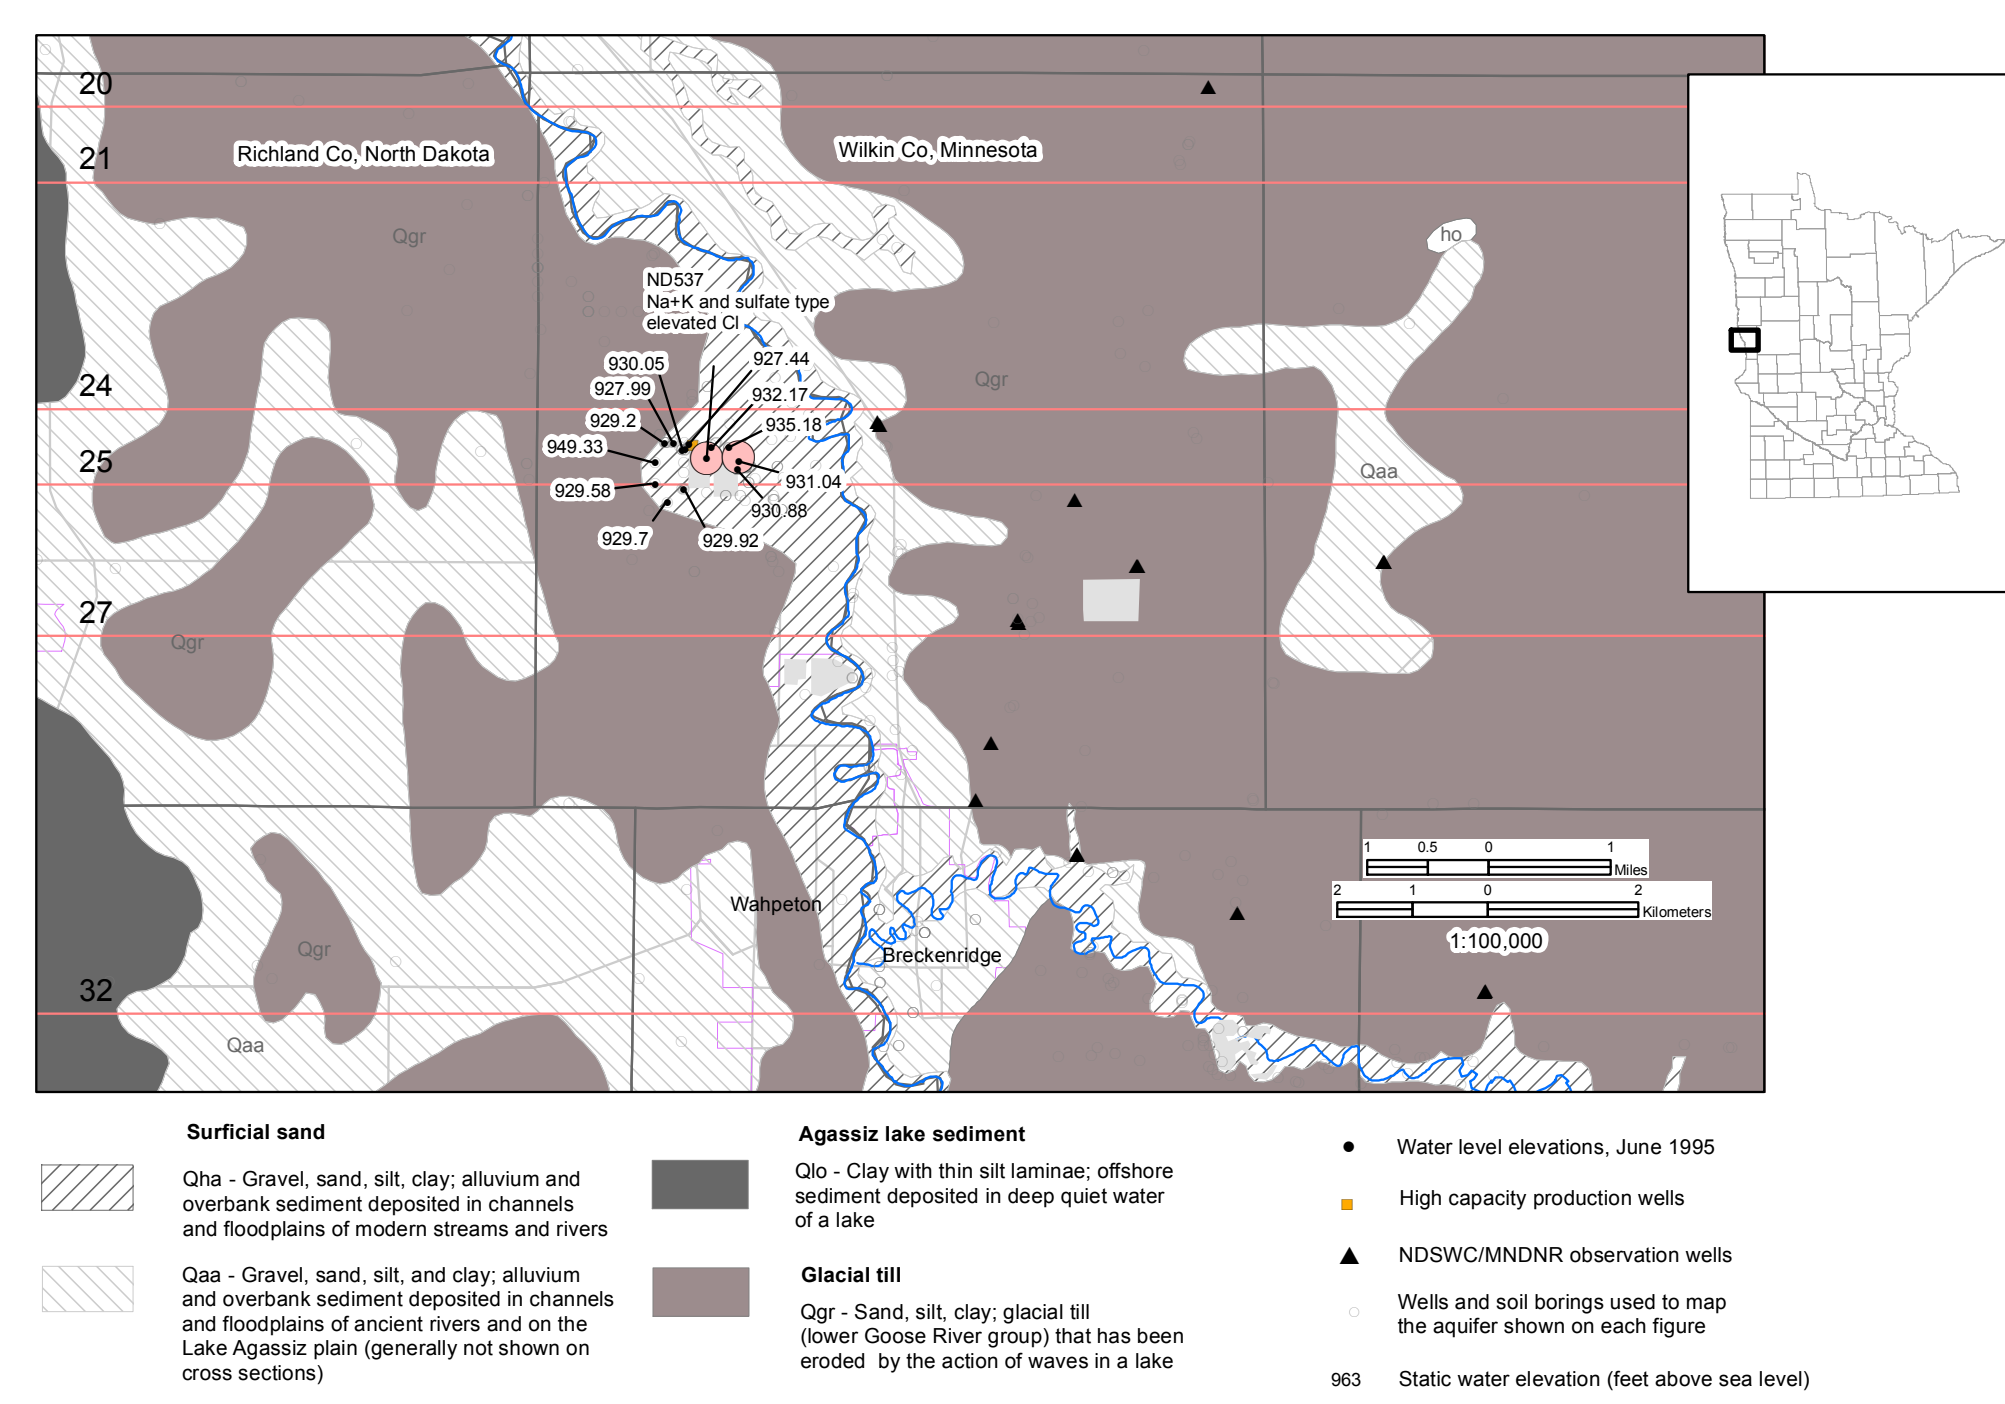 20
21
Richland Co, North Dakota
Wilkin Co, Minnesota
Qgr
ho
ND537
Na+K and sulfate type
elevated Cl
930.05
927.44
927.99
932.17
24
Qgr
929.2
935.18
949.33
25
Qaa
931.04
929.58
930.88
929.7
929.92
27
Qgr
1 0.5 0 1
Miles
2 1 0 2
Kilometers
1:100,000
Wahpeton
Breckenridge
Qgr
32
Qaa
Surficial sand
Qha - Gravel, sand, silt, clay; alluvium and
overbank sediment deposited in channels
and floodplains of modern streams and rivers
Qaa - Gravel, sand, silt, and clay; alluvium
and overbank sediment deposited in channels
and floodplains of ancient rivers and on the
Lake Agassiz plain (generally not shown on
cross sections)
Agassiz lake sediment
Qlo - Clay with thin silt laminae; offshore
sediment deposited in deep quiet water
of a lake
Glacial till
Qgr - Sand, silt, clay; glacial till
(lower Goose River group) that has been
eroded by the action of waves in a lake
Water level elevations, June 1995
High capacity production wells
NDSWC/MNDNR observation wells
Wells and soil borings used to map
the aquifer shown on each figure
963 Static water elevation (feet above sea level)